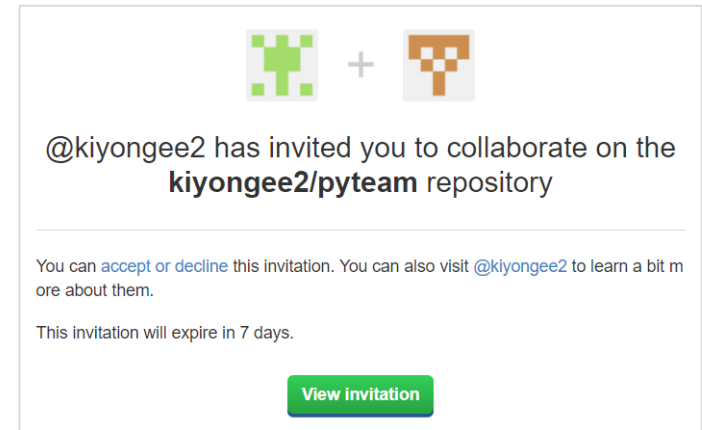 @kiyongee2 has invited you to collaborate on the
kiyongee2/pyteam repository
You can accept or decline this invitation. You can also visit @kiyongee2 to learn a bit m
ore about them.
This invitation will expire in 7 days.
View invitation